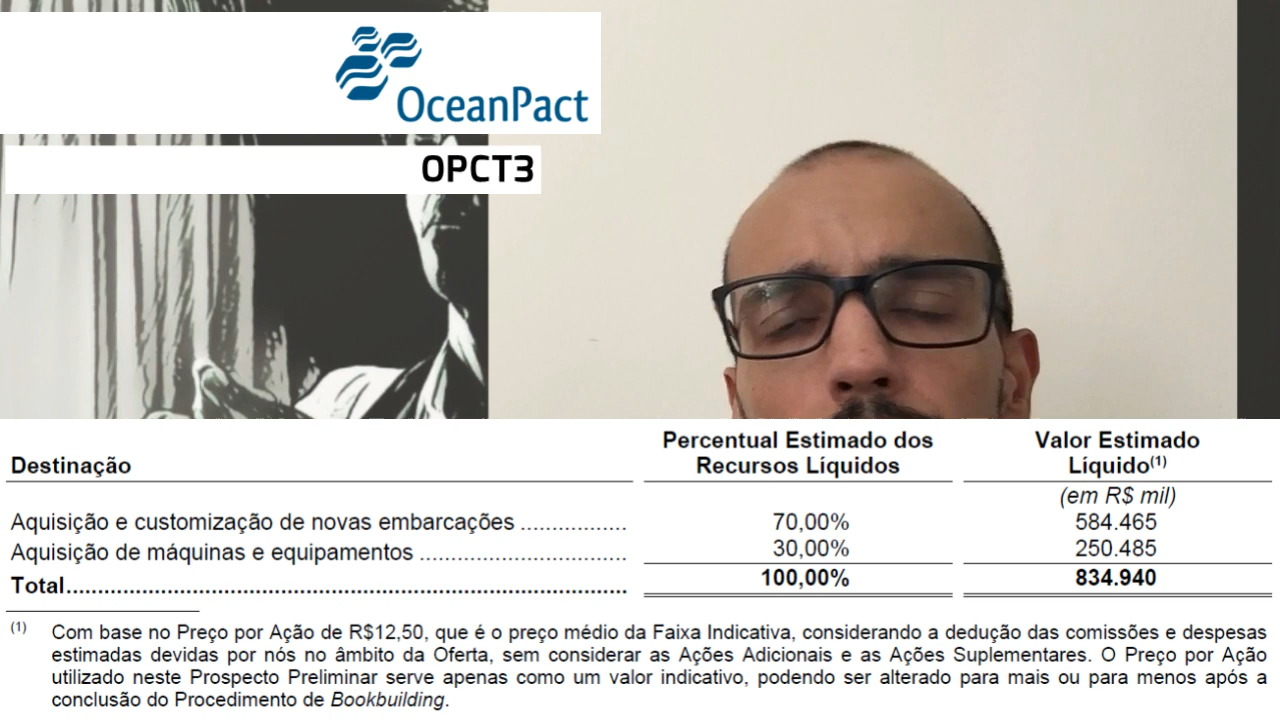 OceanPact
OPCT3
Destinação
Percentual Estimado dos
Recursos Líquidos
Valor Estimado
Líquido(1)
(em R$ mil)
Aquisição e customização de novas embarcações ................. 70,00% 584.465
Aquisição de máquinas e equipamentos ................................. 30,00% 250.485
Total............................................................................................ 100,00% 834.940
(1) Com base no Preço por Ação de R$12,50, que é o preço médio da Faixa Indicativa, considerando a dedução das comissões e despesas
estimadas devidas por nós no âmbito da Oferta, sem considerar as Ações Adicionais e as Ações Suplementares. O Preço por Ação
utilizado neste Prospecto Preliminar serve apenas como um valor indicativo, podendo ser alterado para mais ou para menos após a
conclusão do Procedimento de Bookbuilding.